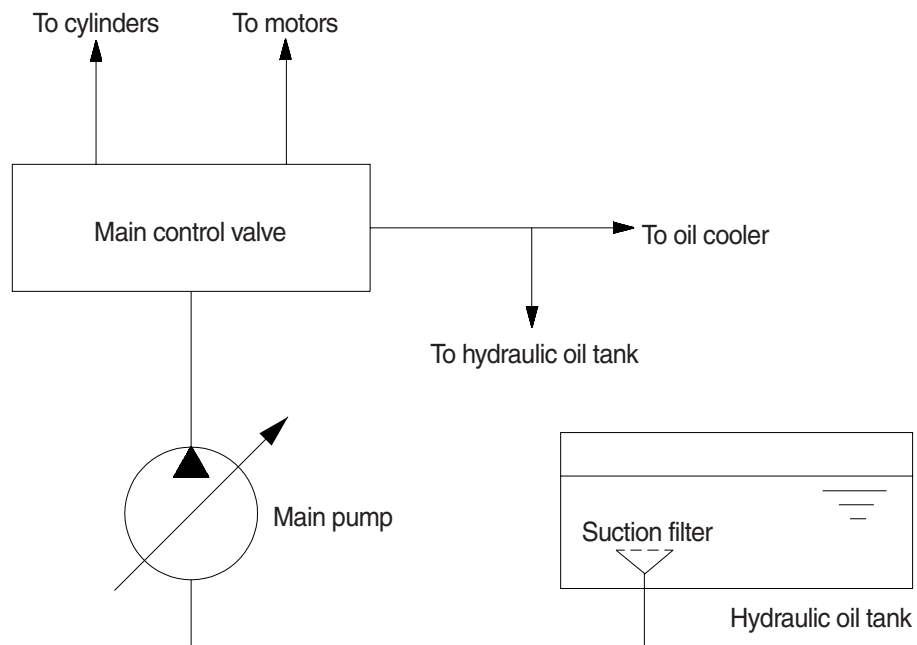 To cylinders
To motors
Main control valve
To oil cooler
To hydraulic oil tank
Main pump
Suction filter
Hydraulic oil tank